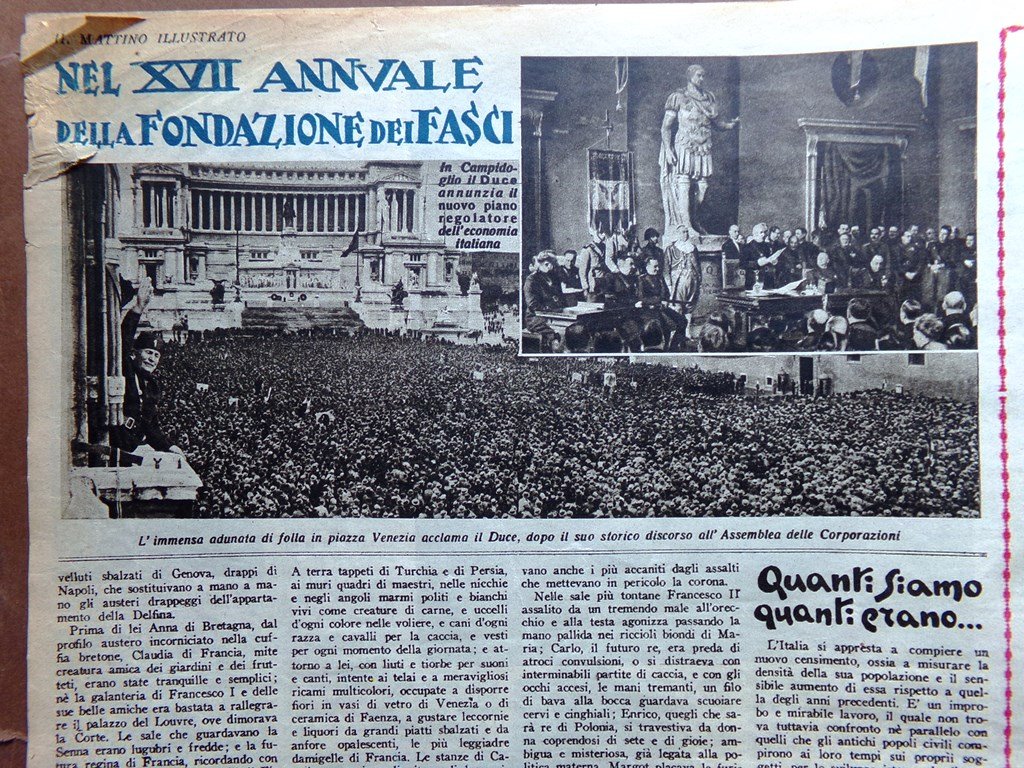 IL MATTINO ILLUSTRATO
NEL XVII ANNVALE
DELLA FONDAZIONE DEI FASCI
In Campido-
glio il Duce
annunzia il
nuovo piano
regolatore
dell'economia
italiana
L'immensa adunata di folla in piazza Venezia acclama il Duce, dopo il suo storico discorso all'Assemblea delle Corporazioni
velluti sbalzati di Genova, drappi di
Napoli, che sostituivano a mano a ma-
no gli austeri drappeggi dell'apparta-
mento della Delfina.
Prima di lei Anna di Bretagna, dal
profilo austero incorniciato nella cuf-
fia bretone, Claudia di Francia, mite
creatura amica dei giardini e dei frut-
teti, erano state tranquille e semplici;
nè la galanteria di Francesco I e delle
sue belle amiche era bastata a rallegra-
re il palazzo del Louvre, ove dimorava
la Corte. Le sale che guardavano la
Senna erano lugubri e fredde; e la fu-
tura regina di Francia, ricordando con
A terra tappeti di Turchia e di Persia,
ai muri quadri di maestri, nelle nicchie
e negli angoli marmi politi e bianchi
vivi come creature di carne, e uccelli
d'ogni colore nelle voliere, e cani d'ogni
razza e cavalli per la caccia, e vesti
per ogni momento della giornata; e at-
torno a lei, con liuti e tiorbe per suoni
e canti, intente ai telai e a meravigliosi
ricami multicolori, occupate a disporre
fiori in vasi di vetro di Venezia o di
ceramica di Faenza, a gustare leccornie
e liquori da grandi piatti sbalzati e da
anfore opalescenti, le più leggiadre
damigelle di Francia. Le stanze di Ca-
vano anche i più accaniti dagli assalti
che mettevano in pericolo la corona.
Nelle sale più lontane Francesco II
assalito da un tremendo male all'orec-
chio e alla testa agonizza passando la
mano pallida nei riccioli biondi di Ma-
ria; Carlo, il futuro re, era preda di
atroci convulsioni, o si distraeva con
interminabili partite di caccia, e con gli
occhi accesi, le mani tremanti, un filo
di bava alla bocca guardava scuoiare
cervi e cinghiali; Enrico, quegli che sa-
rà re di Polonia, si travestiva da don-
na coprendosi di sete e di gioie; am-
bigua e misteriosa, già legata alla po-
litica materna, Margot placava la furia
Quanti siamo
quanti erano...
L'Italia si apprèsta a compiere un
nuovo censimento, ossia a misurare la
densità della sua popolazione e il sen-
sibile aumento di essa rispetto a quel-
la degli anni precedenti. E' un impro-
bo e mirabile lavoro, il quale non tro-
va tuttavia confronto nè parallelo con
quelli che gli antichi popoli civili com-
pirono ai loro tempi sui proprî sog-